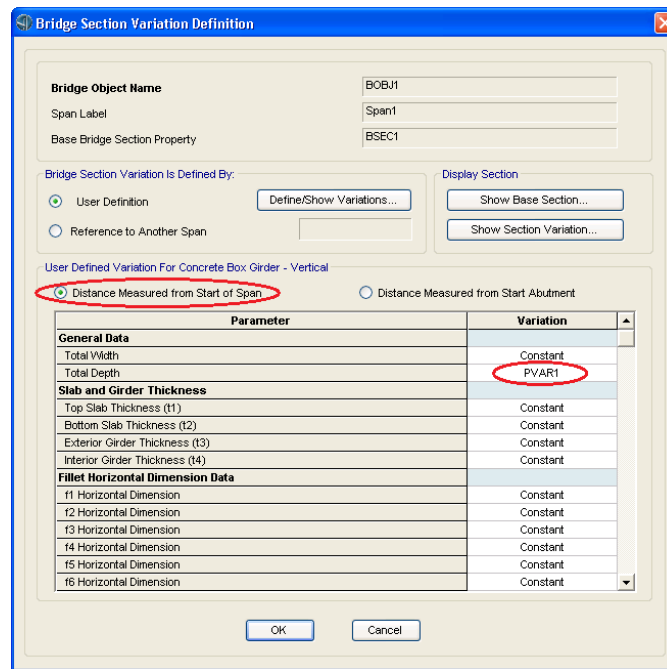 Bridge Section Variation Definition
Bridge Object Name BOBJ1
Span Label Span1
Base Bridge Section Property BSEC1
Bridge Section Variation Is Defined By: Display Section
User Definition Define/Show Variations... Show Base Section...
Reference to Another Span Show Section Variation...
User Defined Variation For Concrete Box Girder - Vertical
Distance Measured from Start of Span Distance Measured from Start Abutment
Parameter Variation
General Data
Total Width Constant
Total Depth PVAR1
Slab and Girder Thickness
Top Slab Thickness (t1) Constant
Bottom Slab Thickness (t2) Constant
Exterior Girder Thickness (t3) Constant
Interior Girder Thickness (t4) Constant
Fillet Horizontal Dimension Data
f1 Horizontal Dimension Constant
f2 Horizontal Dimension Constant
f3 Horizontal Dimension Constant
f4 Horizontal Dimension Constant
f5 Horizontal Dimension Constant
f6 Horizontal Dimension Constant
OK Cancel